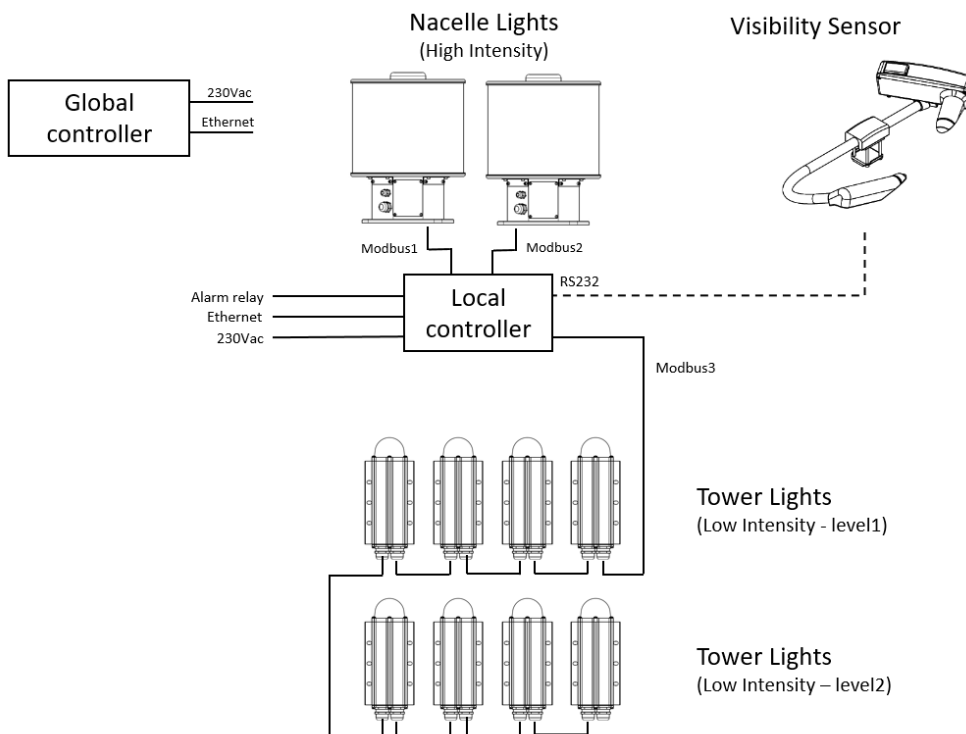 Nacelle Lights
(High Intensity)
Visibility Sensor
Global
controller
230Vac
Ethernet
Modbus1
Modbus2
RS232
Alarm relay
Ethernet
230Vac
Local
controller
Modbus3
Tower Lights
(Low Intensity - level1)
Tower Lights
(Low Intensity – level2)